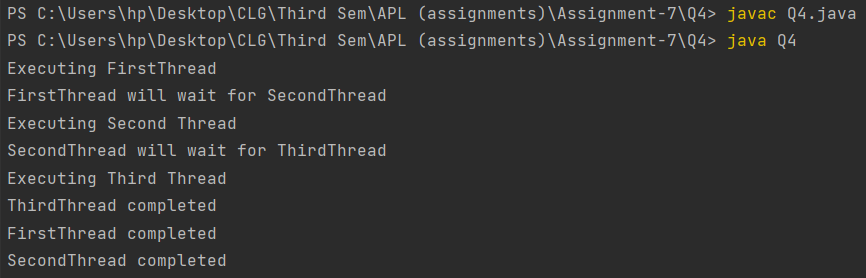 PS C:\Users\hp\Desktop\CLG\Third Sem\APL (assignments)\Assignment-7\Q4> javac Q4.java
PS C:\Users\hp\Desktop\CLG\Third Sem\APL (assignments)\Assignment-7\Q4> java Q4
Executing FirstThread
FirstThread will wait for SecondThread
Executing Second Thread
SecondThread will wait for ThirdThread
Executing Third Thread
ThirdThread completed
FirstThread completed
SecondThread completed